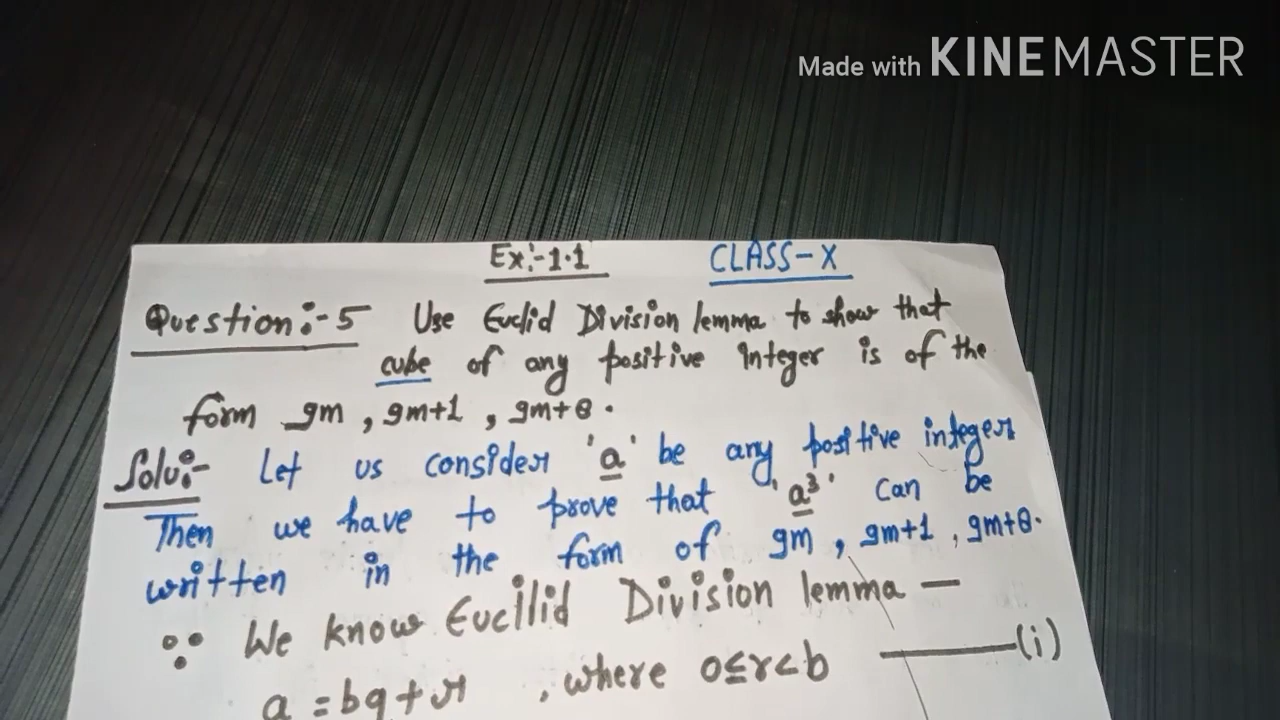 Made with KINEMASTER
Ex:-1.1 CLASS-X
Question:-5 Use Euclid Division lemma to show that
cube of any positive integer is of the
form 9m, 9m+1, 9m+8.
Solu:- Let us consider 'a' be any positive integer
Then we have to prove that 'a³' can be
written in the form of 9m, 9m+1, 9m+8.
∵ We know Eucilid Division lemma —
a = bq + r, where 0≤r<b —(i)